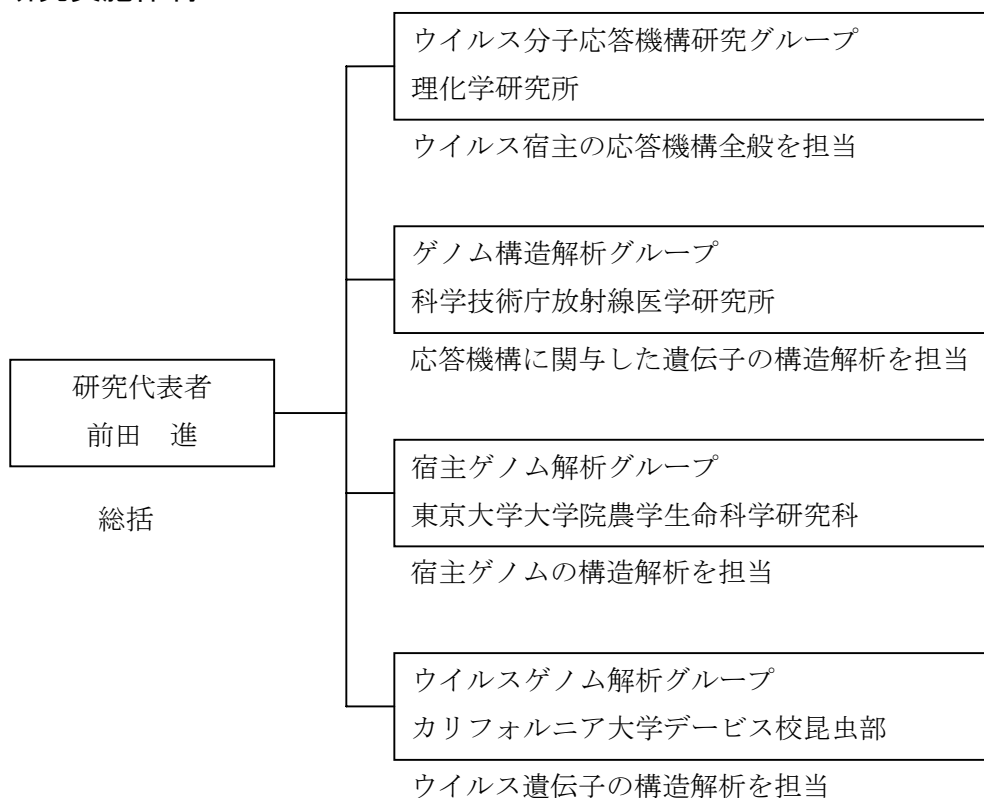 ウイルス分子応答機構研究グループ
理化学研究所
ウイルス宿主の応答機構全般を担当
ゲノム構造解析グループ
科学技術庁放射線医学研究所
応答機構に関与した遺伝子の構造解析を担当
研究代表者
前田　進
総括
宿主ゲノム解析グループ
東京大学大学院農学生命科学研究科
宿主ゲノムの構造解析を担当
ウイルスゲノム解析グループ
カリフォルニア大学デービス校昆虫部
ウイルス遺伝子の構造解析を担当